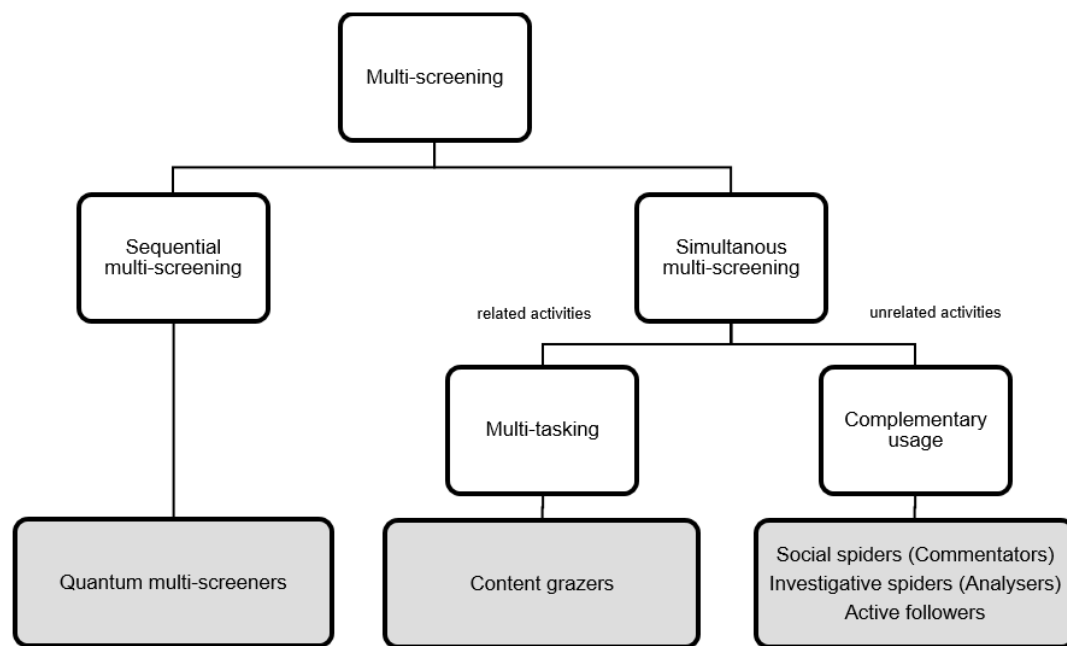 Multi-screening
Sequential
multi-screening
Simultanous
multi-screening
related activities
unrelated activities
Multi-tasking
Complementary
usage
Quantum multi-screeners
Content grazers
Social spiders (Commentators)
Investigative spiders (Analysers)
Active followers